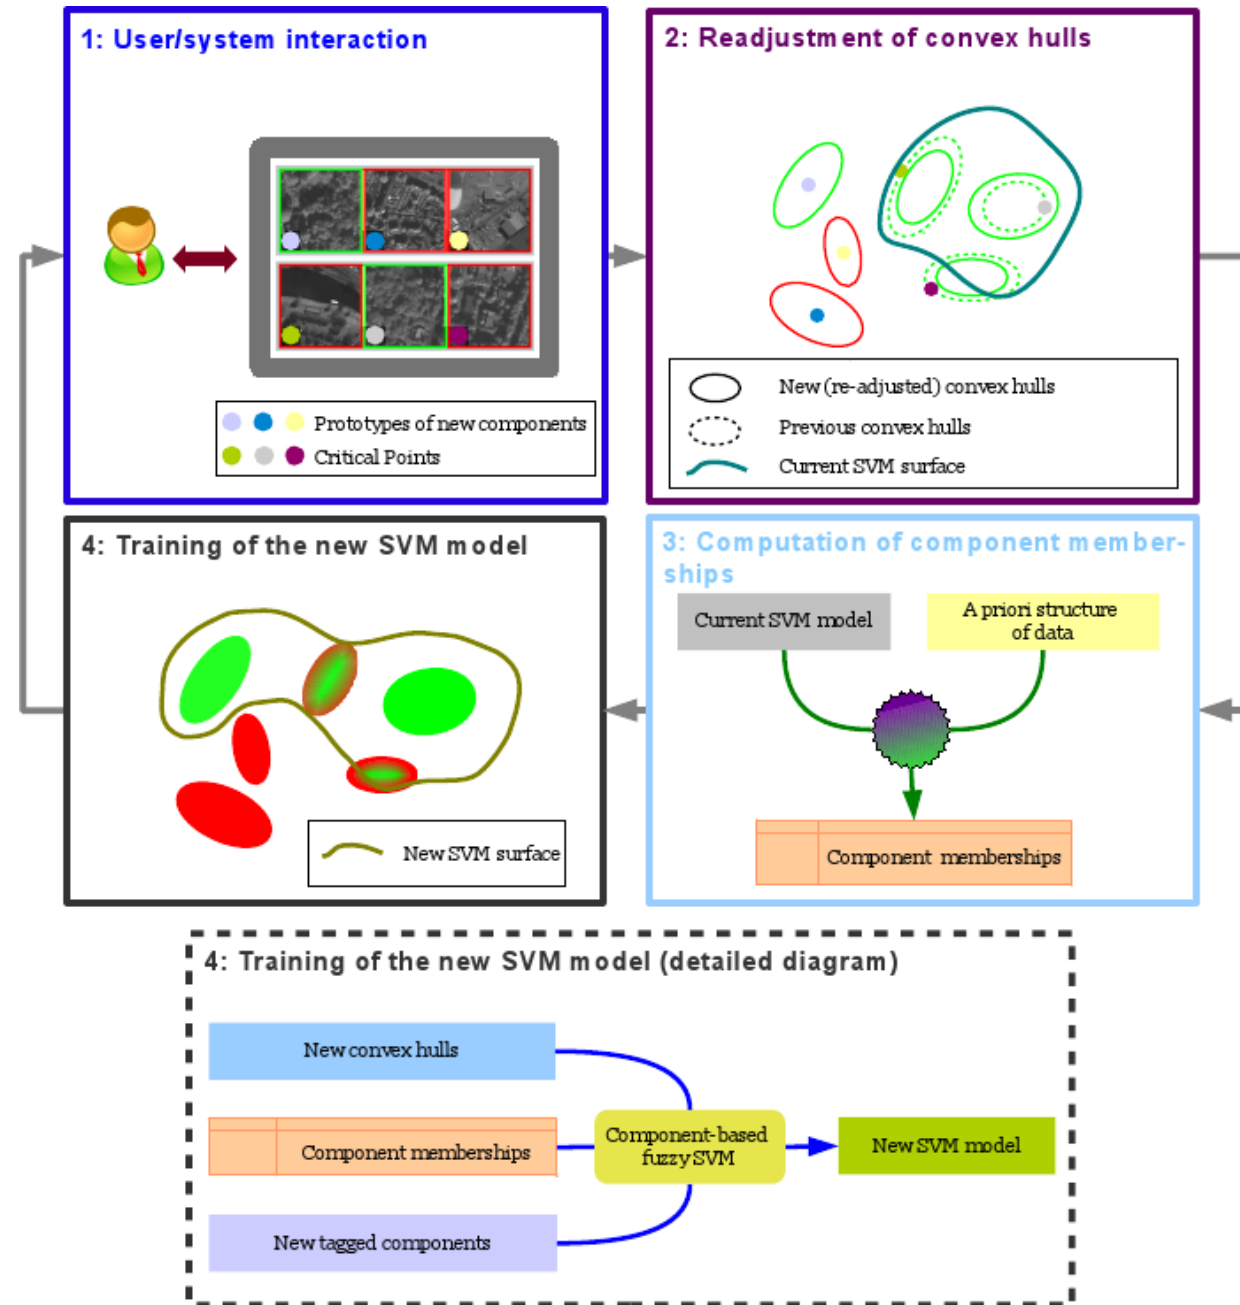 1: User/system interaction
Prototypes of new components
Critical Points
2: Readjustment of convex hulls
New (re-adjusted) convex hulls
Previous convex hulls
Current SVM surface
3: Computation of component member-
ships
Current SVM model
A priori structure
of data
Component memberships
4: Training of the new SVM model
New SVM surface
4: Training of the new SVM model (detailed diagram)
New convex hulls
Component memberships
New tagged components
Component-based
fuzzy SVM
New SVM model